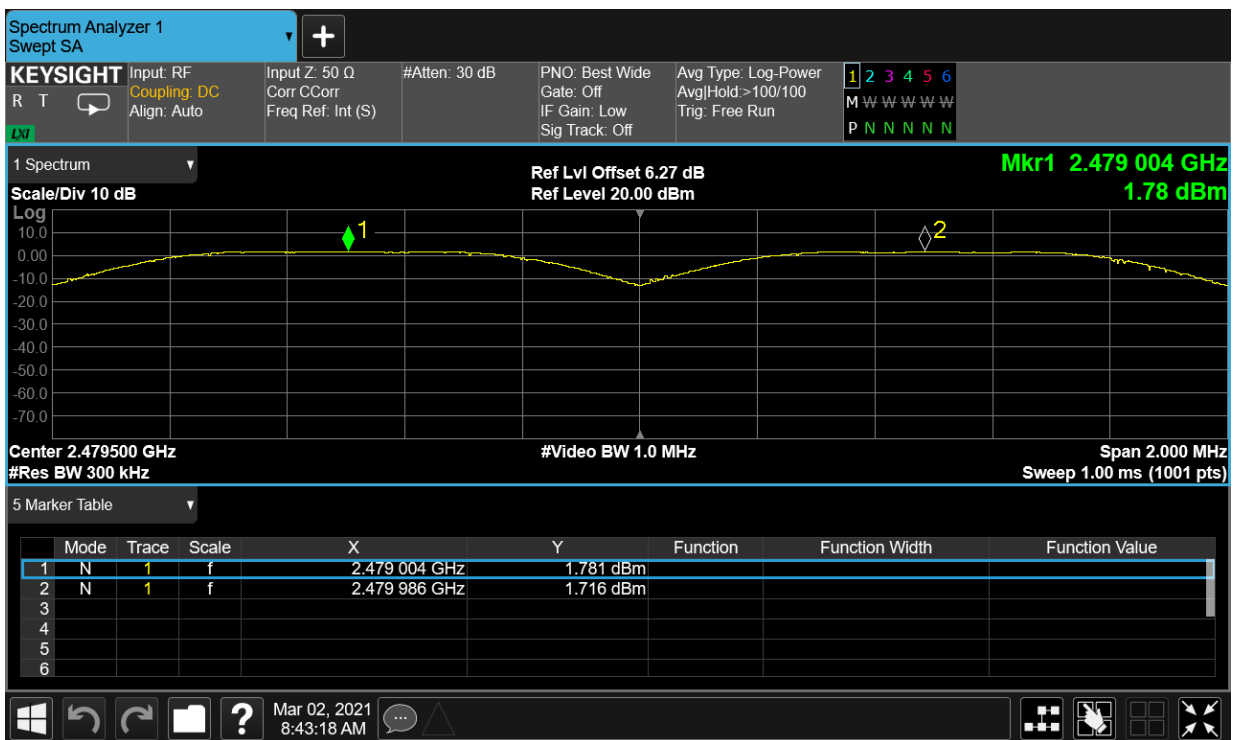 Spectrum Analyzer 1
Swept SA
+
KEYSIGHT
R T
LXI
Input: RF
Coupling: DC
Align: Auto
Input Z: 50 Ω
Corr CCorr
Freq Ref: Int (S)
#Atten: 30 dB
PNO: Best Wide
Gate: Off
IF Gain: Low
Sig Track: Off
Avg Type: Log-Power
Avg|Hold:>100/100
Trig: Free Run
1 2 3 4 5 6
M W W W W W
P N N N N N
1 Spectrum
Scale/Div 10 dB
Ref Lvl Offset 6.27 dB
Ref Level 20.00 dBm
Mkr1 2.479 004 GHz
1.78 dBm
Log
10.0
0.00
-10.0
-20.0
-30.0
-40.0
-50.0
-60.0
-70.0
1
2
Center 2.479500 GHz
#Video BW 1.0 MHz
Span 2.000 MHz
#Res BW 300 kHz
Sweep 1.00 ms (1001 pts)
5 Marker Table
Mode Trace Scale X Y Function Function Width Function Value
1 N 1 f 2.479 004 GHz 1.781 dBm
2 N 1 f 2.479 986 GHz 1.716 dBm
3
4
5
6
?
Mar 02, 2021
8:43:18 AM